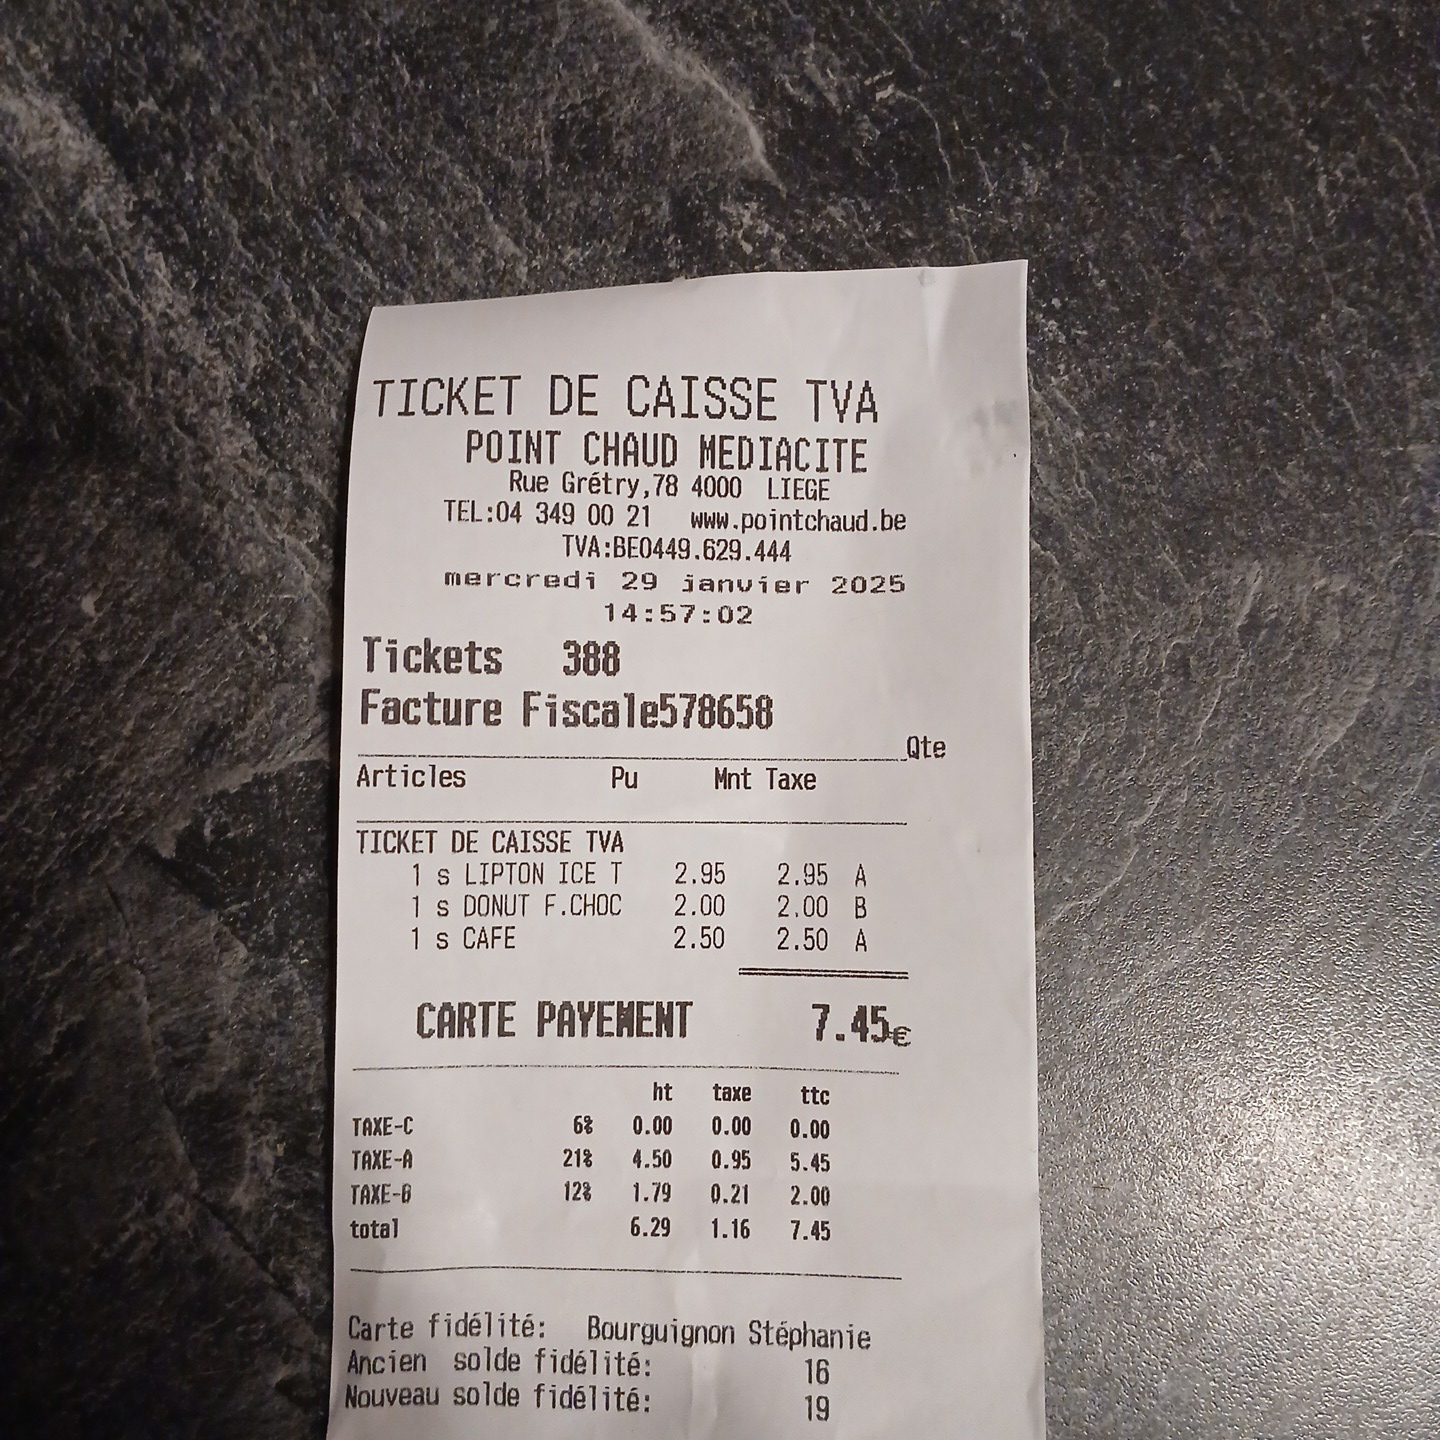 TICKET DE CAISSE TVA
POINT CHAUD MEDIACITE
Rue Grétry,78 4000 LIEGE
TEL:04 349 00 21 www.pointchaud.be
TVA:BE0449.629.444
mercredi 29 janvier 2025
14:57:02
Tickets 388
Facture Fiscale578658
Qte
Articles Pu Mnt Taxe
TICKET DE CAISSE TVA
1 s LIPTON ICE T 2.95 2.95 A
1 s DONUT F.CHOC 2.00 2.00 B
1 s CAFE 2.50 2.50 A
CARTE PAYEMENT 7.45€
ht taxe ttc
TAXE-C 6% 0.00 0.00 0.00
TAXE-A 21% 4.50 0.95 5.45
TAXE-B 12% 1.79 0.21 2.00
total 6.29 1.16 7.45
Carte fidélité: Bourguignon Stéphanie
Ancien solde fidélité: 16
Nouveau solde fidélité: 19